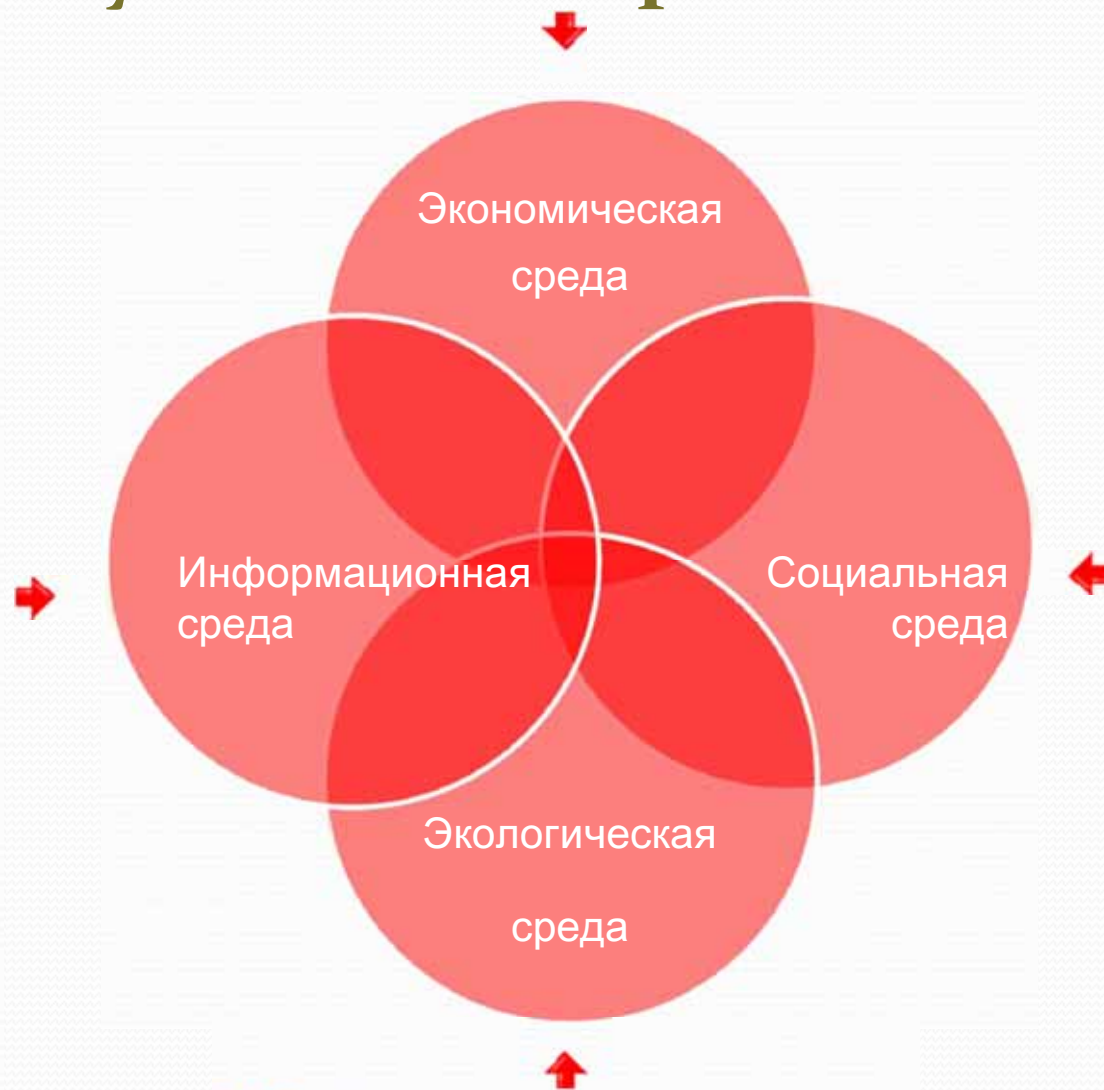 Экономическая
среда
Информационная
среда
Социальная
среда
Экологическая
среда